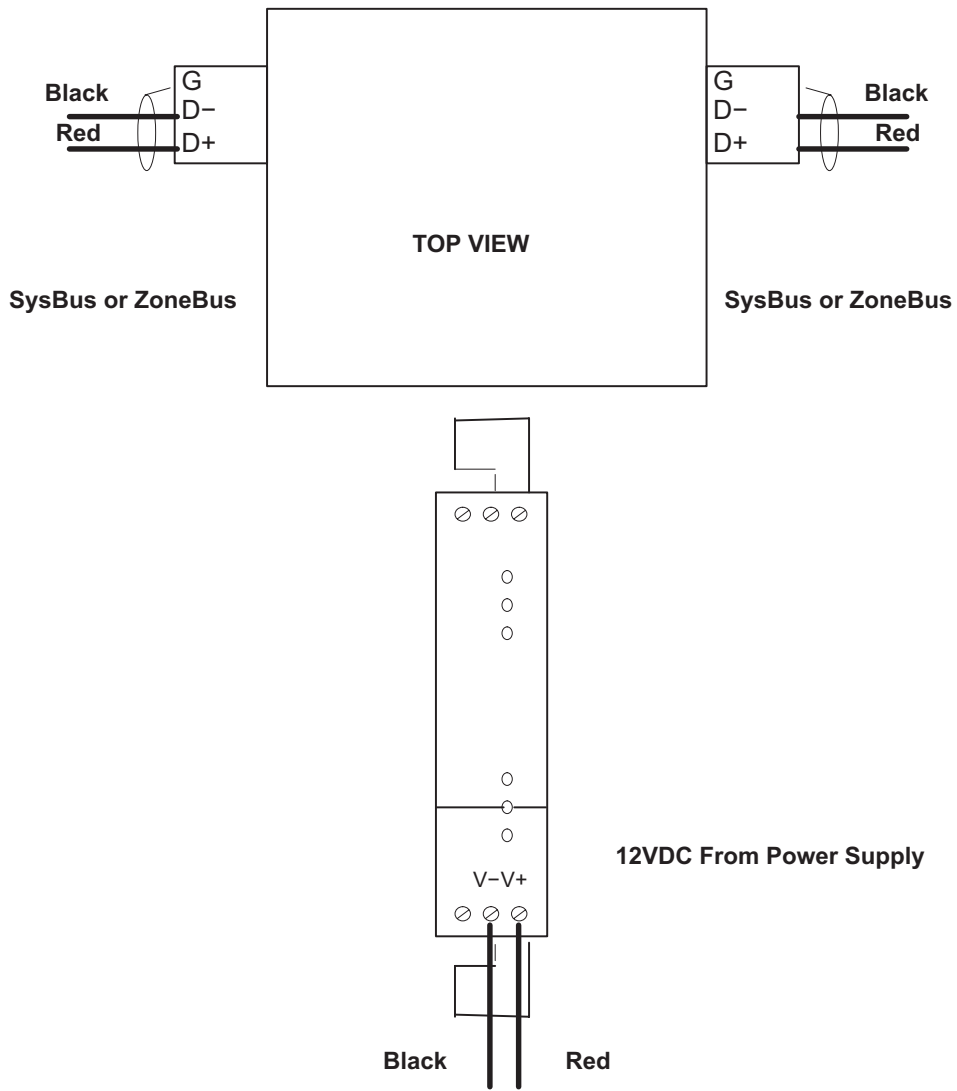 G
G
Black
D−
D−
Black
Red
D+
D+
Red
TOP VIEW
SysBus or ZoneBus
SysBus or ZoneBus
12VDC From Power Supply
V−V+
Black
Red